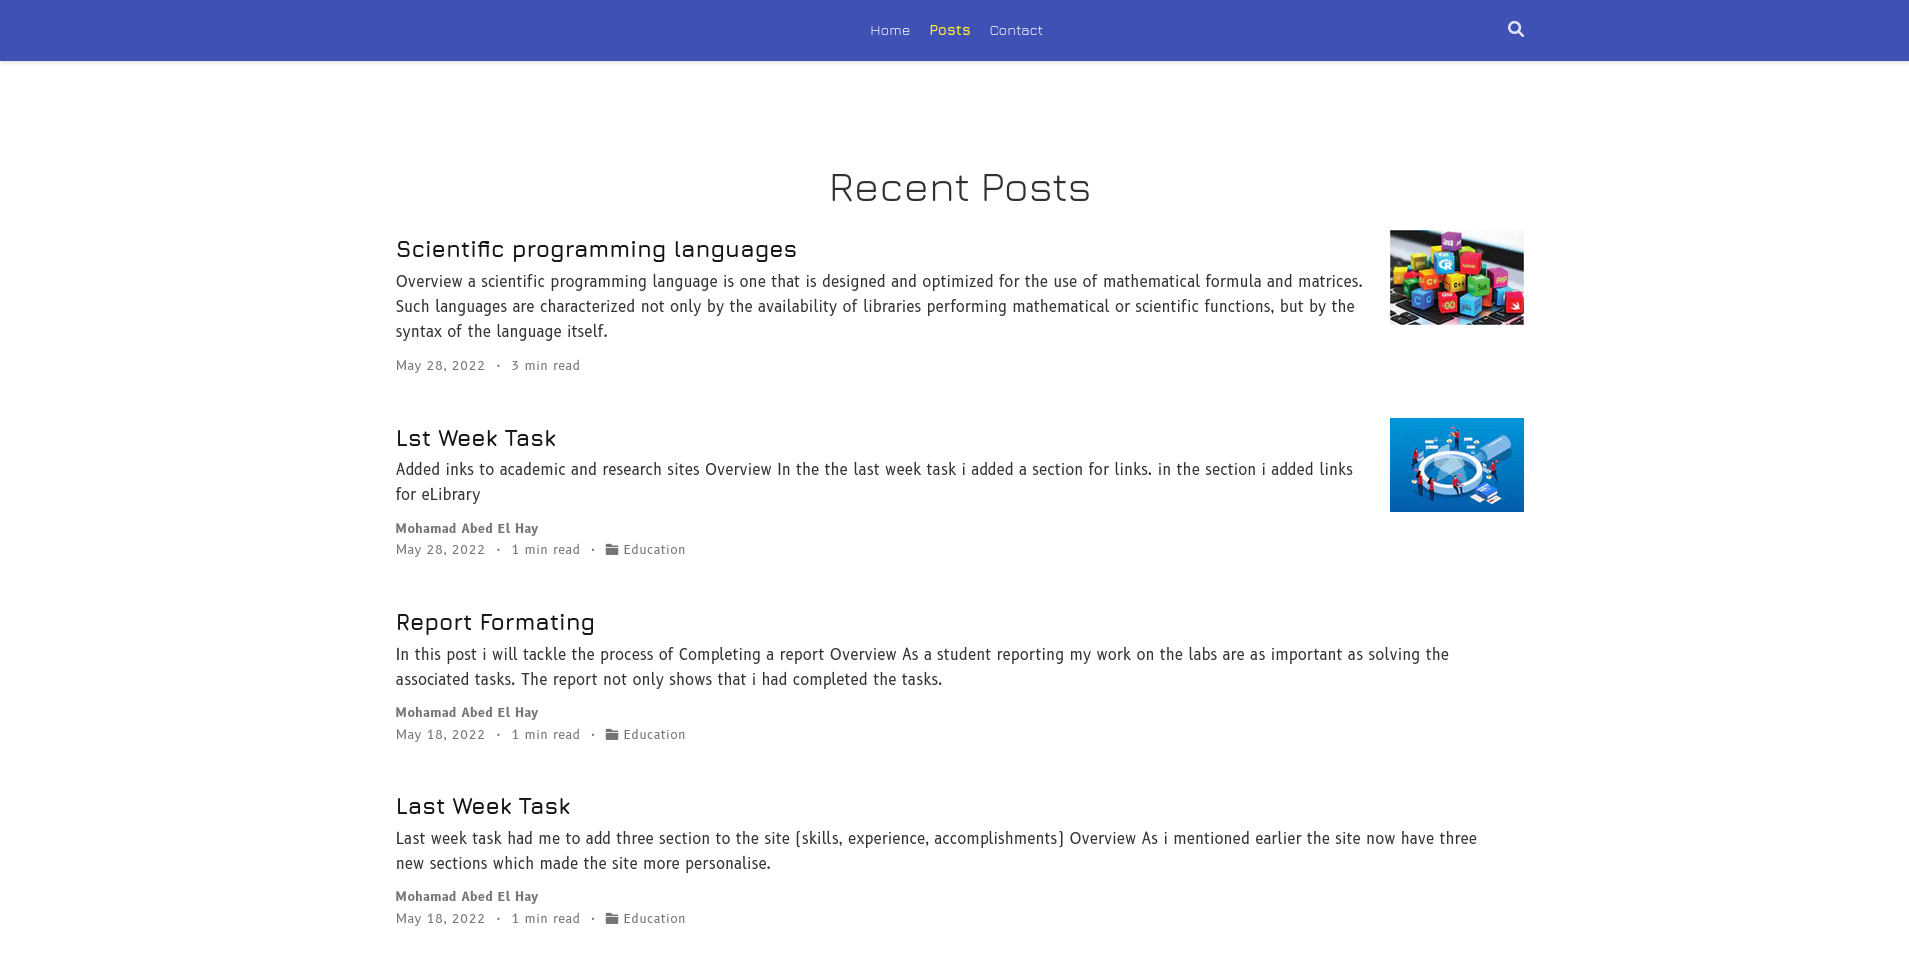 Home Posts Contact
Recent Posts
Scientific programming languages
Overview a scientific programming language is one that is designed and optimized for the use of mathematical formula and matrices.
Such languages are characterized not only by the availability of libraries performing mathematical or scientific functions, but by the
syntax of the language itself.
May 28, 2022 · 3 min read
Java
C#
C++
GO
PHP
Lst Week Task
Added inks to academic and research sites Overview In the the last week task i added a section for links. in the section i added links
for eLibrary
Mohamad Abed El Hay
May 28, 2022 · 1 min read · Education
Report Formating
In this post i will tackle the process of Completing a report Overview As a student reporting my work on the labs are as important as solving the
associated tasks. The report not only shows that i had completed the tasks.
Mohamad Abed El Hay
May 18, 2022 · 1 min read · Education
Last Week Task
Last week task had me to add three section to the site (skills, experience, accomplishments) Overview As i mentioned earlier the site now have three
new sections which made the site more personalise.
Mohamad Abed El Hay
May 18, 2022 · 1 min read · Education